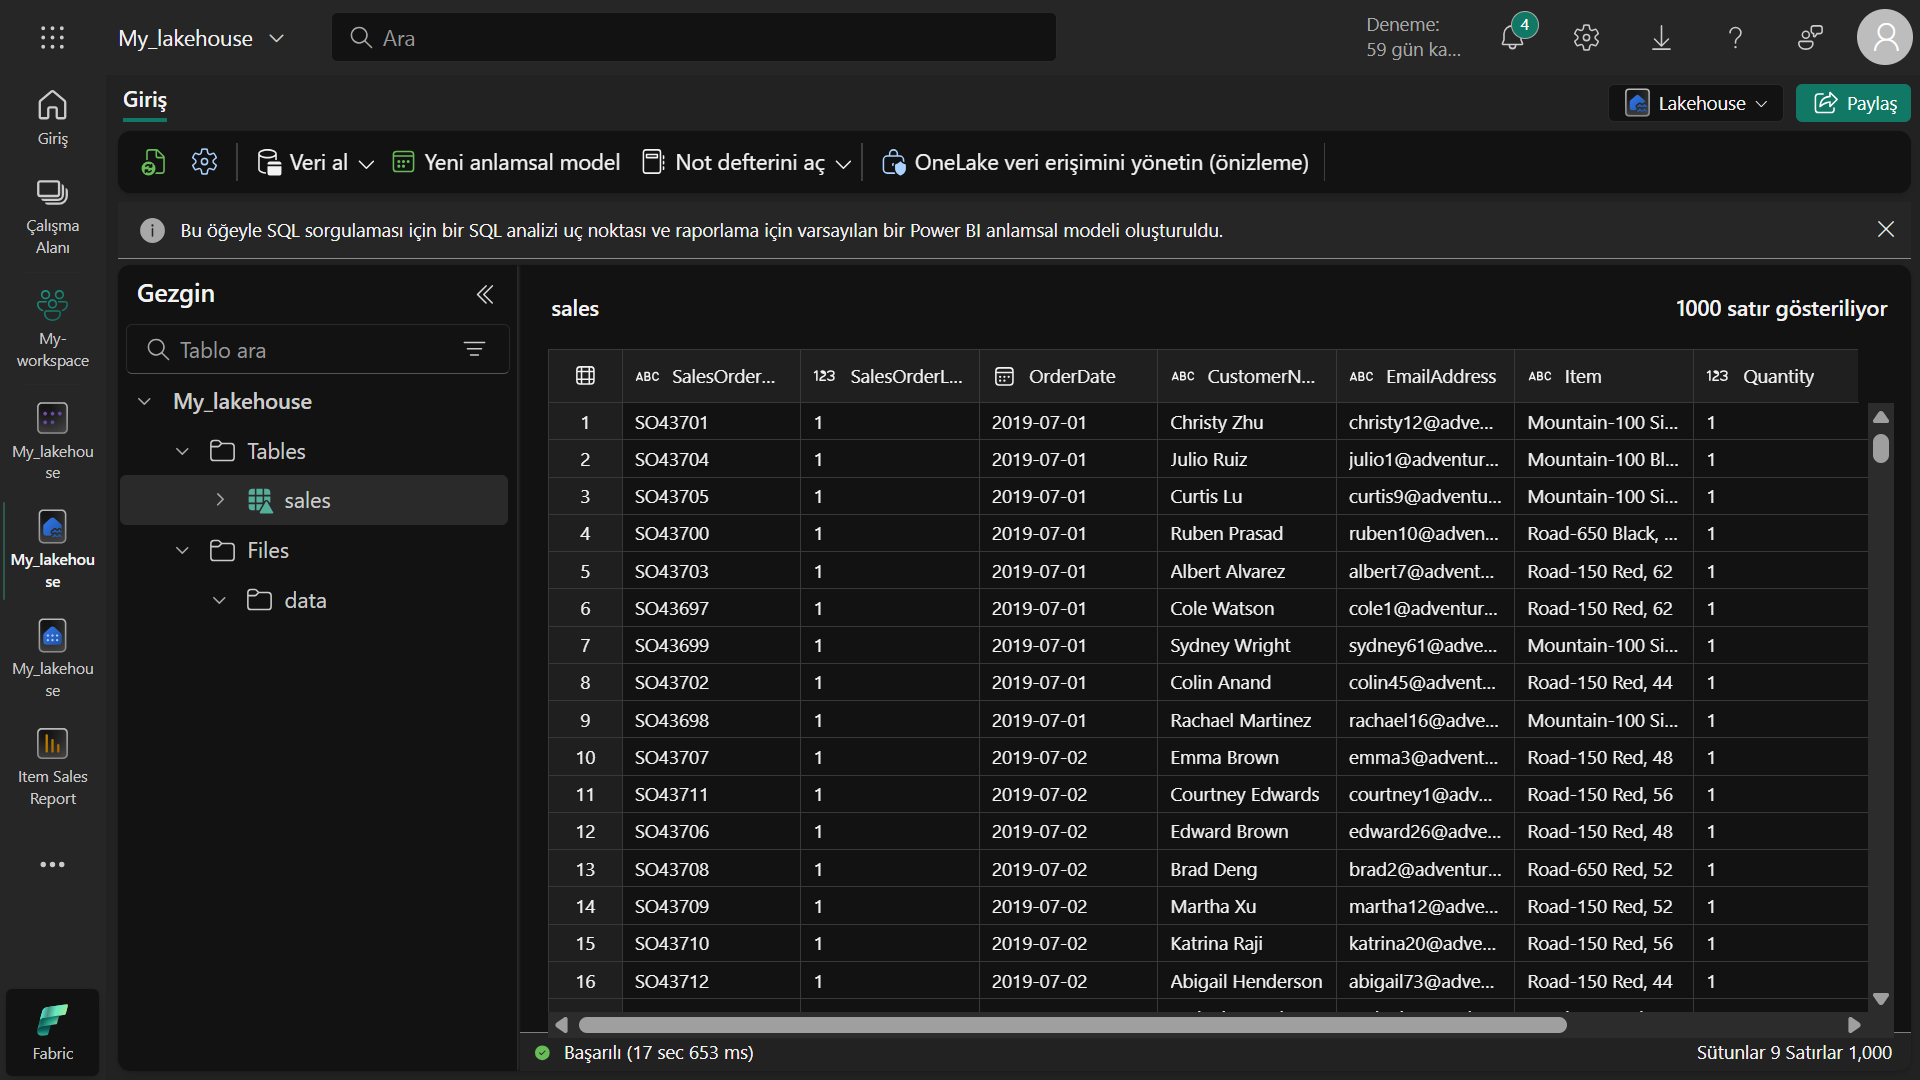 My_lakehouse
Ara
Deneme:
59 gün ka...
4
Giriş
Çalışma
Alanı
My-
workspace
My_lakehou
se
My_lakehou
se
My_lakehou
se
Item Sales
Report
Fabric
Giriş
Lakehouse
Paylaş
Veri al
Yeni anlamsal model
Not defterini aç
OneLake veri erişimini yönetin (önizleme)
Bu öğeyle SQL sorgulaması için bir SQL analizi uç noktası ve raporlama için varsayılan bir Power BI anlamsal modeli oluşturuldu.
Gezgin
Tablo ara
My_lakehouse
Tables
sales
Files
data
sales
1000 satır gösteriliyor
ABC SalesOrder... 123 SalesOrderL... OrderDate ABC CustomerN... ABC EmailAddress ABC Item 123 Quantity
1 SO43701 1 2019-07-01 Christy Zhu christy12@adve... Mountain-100 Si... 1
2 SO43704 1 2019-07-01 Julio Ruiz julio1@adventur... Mountain-100 Bl... 1
3 SO43705 1 2019-07-01 Curtis Lu curtis9@adventu... Mountain-100 Si... 1
4 SO43700 1 2019-07-01 Ruben Prasad ruben10@adven... Road-650 Black, ... 1
5 SO43703 1 2019-07-01 Albert Alvarez albert7@advent... Road-150 Red, 62 1
6 SO43697 1 2019-07-01 Cole Watson cole1@adventur... Road-150 Red, 62 1
7 SO43699 1 2019-07-01 Sydney Wright sydney61@adve... Mountain-100 Si... 1
8 SO43702 1 2019-07-01 Colin Anand colin45@advent... Road-150 Red, 44 1
9 SO43698 1 2019-07-01 Rachael Martinez rachael16@adve... Mountain-100 Si... 1
10 SO43707 1 2019-07-02 Emma Brown emma3@advent... Road-150 Red, 48 1
11 SO43711 1 2019-07-02 Courtney Edwards courtney1@adv... Road-150 Red, 56 1
12 SO43706 1 2019-07-02 Edward Brown edward26@adve... Road-150 Red, 48 1
13 SO43708 1 2019-07-02 Brad Deng brad2@adventur... Road-650 Red, 52 1
14 SO43709 1 2019-07-02 Martha Xu martha12@adve... Road-150 Red, 52 1
15 SO43710 1 2019-07-02 Katrina Raji katrina20@adve... Road-150 Red, 56 1
16 SO43712 1 2019-07-02 Abigail Henderson abigail73@adve... Road-150 Red, 44 1
Başarılı (17 sec 653 ms)
Sütunlar 9 Satırlar 1,000